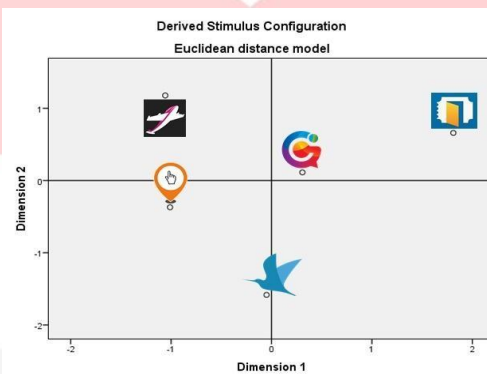 Derived Stimulus Configuration
Euclidean distance model
Dimension 2
1
0
-1
-2
-2
-1
0
1
2
Dimension 1